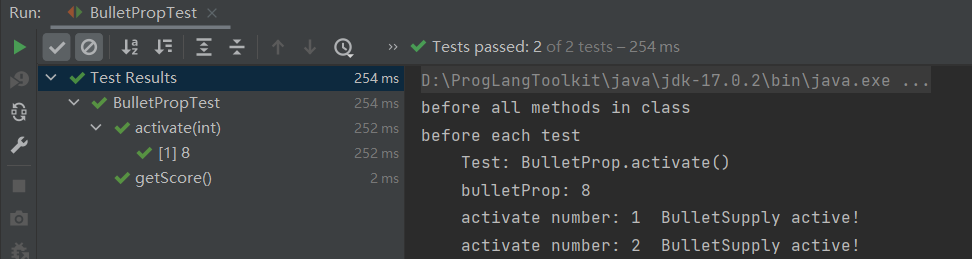 Run: BulletPropTest ×
» Tests passed: 2 of 2 tests – 254 ms
Test Results 254 ms
BulletPropTest 254 ms
activate(int) 252 ms
[1] 8 252 ms
getScore() 2 ms
D:\ProgLangToolkit\java\jdk-17.0.2\bin\java.exe ...
before all methods in class
before each test
Test: BulletProp.activate()
bulletProp: 8
activate number: 1  BulletSupply active!
activate number: 2  BulletSupply active!